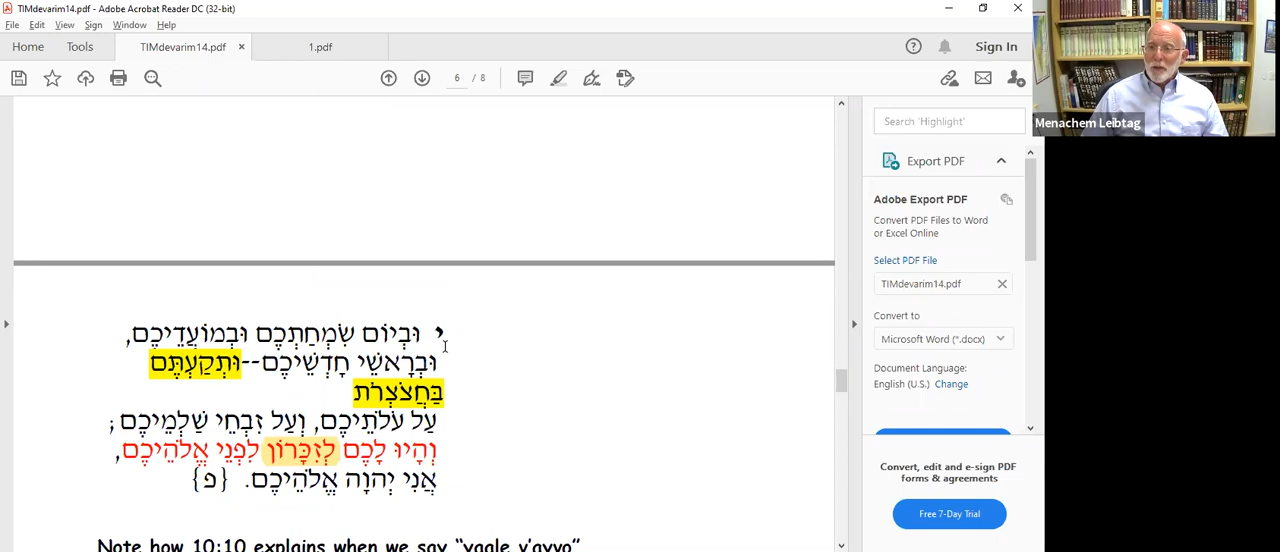 TIMdevarim14.pdf - Adobe Acrobat Reader DC (32-bit)
File Edit View Sign Window Help
Home Tools TIMdevarim14.pdf × 1.pdf Sign In
6 / 8
Menachem Leibtag
Search 'Highlight'
Export PDF
Adobe Export PDF
Convert PDF Files to Word
or Excel Online
Select PDF File
TIMdevarim14.pdf
Convert to
Microsoft Word (*.docx)
Document Language:
English (U.S.) Change
Convert, edit and e-sign PDF
forms & agreements
Free 7-Day Trial
י וּבְיוֹם שִׂמְחַתְכֶם וּבְמוֹעֲדֵיכֶם,
וּבְרָאשֵׁי חָדְשֵׁיכֶם--וּתְקַעְתֶּם
בַּחֲצֹצְרֹת
עַל עֹלֹתֵיכֶם, וְעַל זִבְחֵי שַׁלְמֵיכֶם;
וְהָיוּ לָכֶם לְזִכָּרוֹן לִפְנֵי אֱלֹהֵיכֶם,
אֲנִי יְהוָה אֱלֹהֵיכֶם. {פ}
Note how 10:10 explains when we say "yaale v'ayvo"